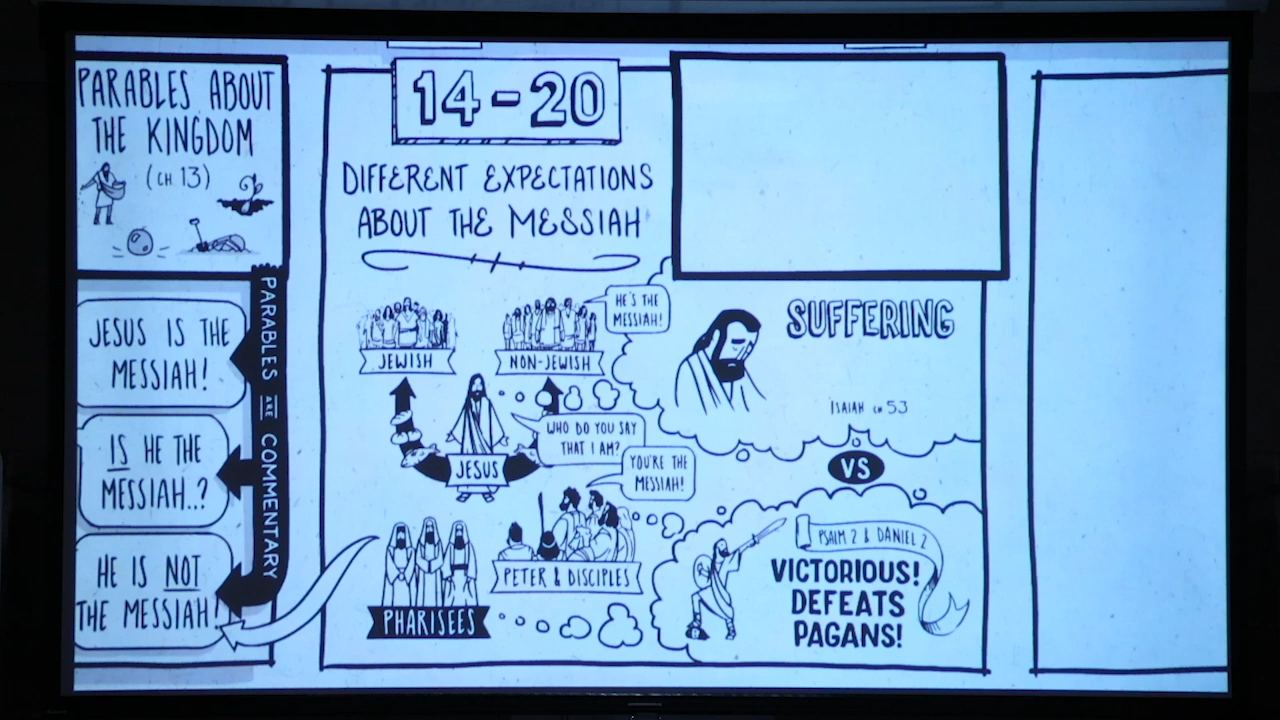 PARABLES ABOUT
THE KINGDOM
(CH 13)
JESUS IS THE
MESSIAH!
IS HE THE
MESSIAH..?
HE IS NOT
THE MESSIAH!
PARABLES ARE COMMENTARY
14-20
DIFFERENT EXPECTATIONS
ABOUT THE MESSIAH
JEWISH
NON-JEWISH
HE'S THE
MESSIAH!
JESUS
WHO DO YOU SAY
THAT I AM?
YOU'RE THE
MESSIAH!
PETER & DISCIPLES
PHARISEES
SUFFERING
ISAIAH CH 53
VS
PSALM 2 & DANIEL 2
VICTORIOUS!
DEFEATS
PAGANS!